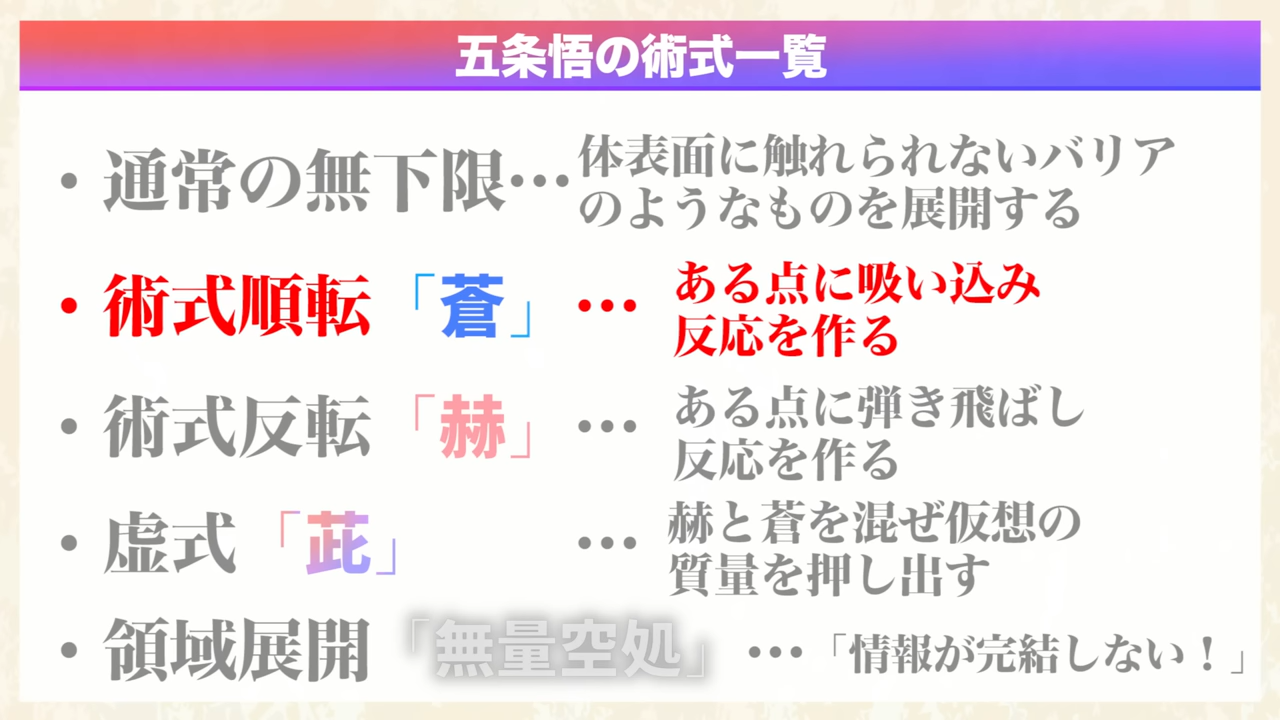 五条悟の術式一覧
・通常の無下限…体表面に触れられないバリア
のようなものを展開する
・術式順転「蒼」…ある点に吸い込み
反応を作る
・術式反転「赫」…ある点に弾き飛ばし
反応を作る
・虚式「茈」…赫と蒼を混ぜ仮想の
質量を押し出す
・領域展開「無量空処」…「情報が完結しない！」